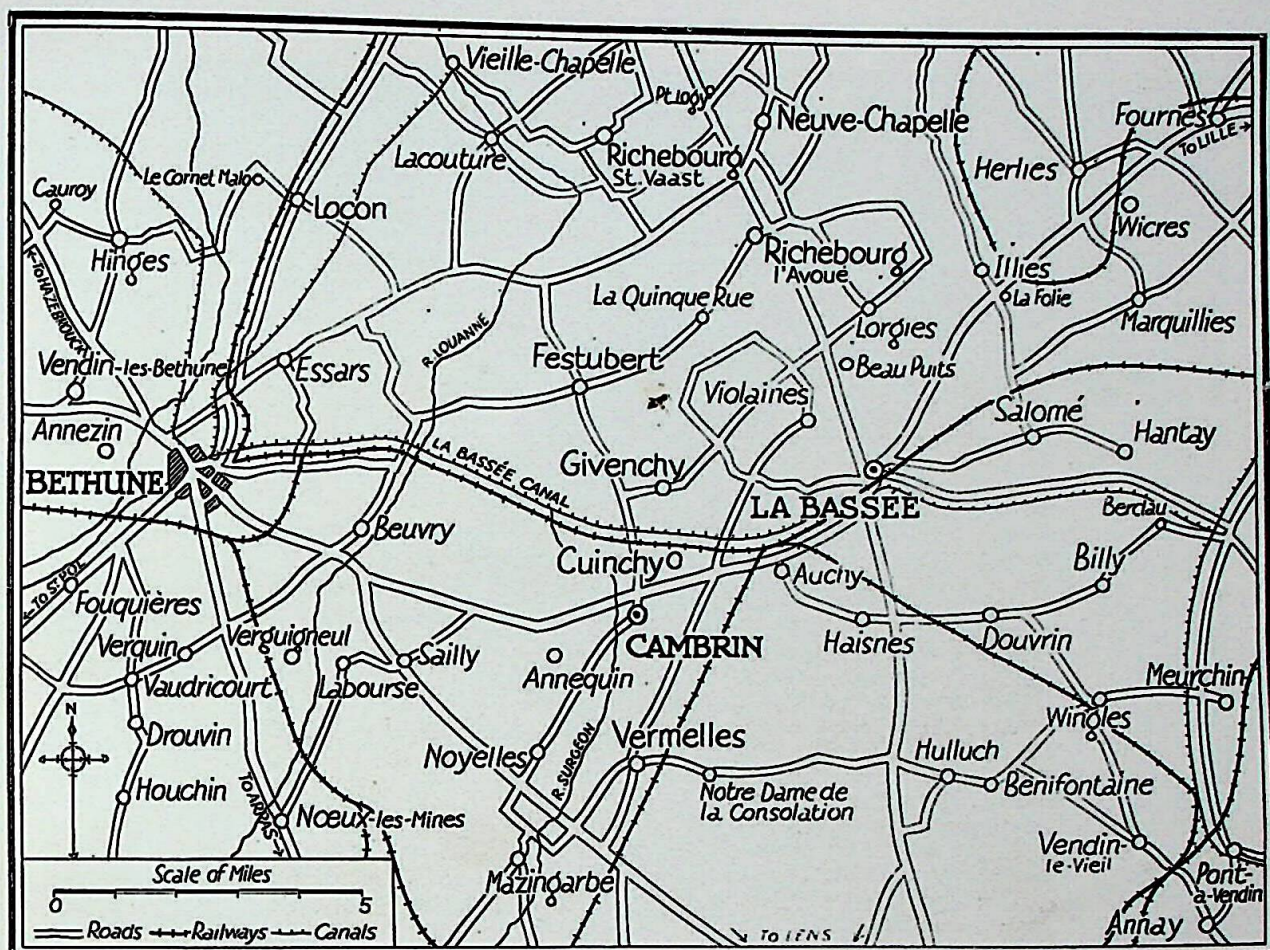 Vieille-Chapelle
Pt. Logy
Neuve-Chapelle
Fournes
TO LILLE
Lacouture
Richebourg
St. Vaast
Herlies
Le Cornet Malo
Cauroy
Locon
Wicres
Hinges
Richebourg
l'Avoué
Illies
La Folie
TO HAZEBROUCK
La Quinque Rue
Lorgies
Marquillies
R. LOUANNE
Vendin-les-Bethune
Essars
Festubert
Beau Puits
Violaines
Salomé
Annezin
Hantay
BETHUNE
LA BASSÉE CANAL
Givenchy
LA BASSÉE
Berclau
Beuvry
Cuinchy
Auchy
Billy
TO ST. POL
Fouquières
Verquin
Verguigneul
Sailly
CAMBRIN
Haisnes
Douvrin
Vaudricourt
Labourse
Annequin
Meurchin
N
Wingles
Drouvin
Noyelles
Vermelles
Hulluch
R. SURGEON
Houchin
TO ARRAS
Nœux-les-Mines
Notre Dame de
la Consolation
Benifontaine
Vendin-
le-Vieil
Scale of Miles
0 5
Mazingarbe
Pont-
a-Vendin
Annay
Roads Railways Canals
TO LENS